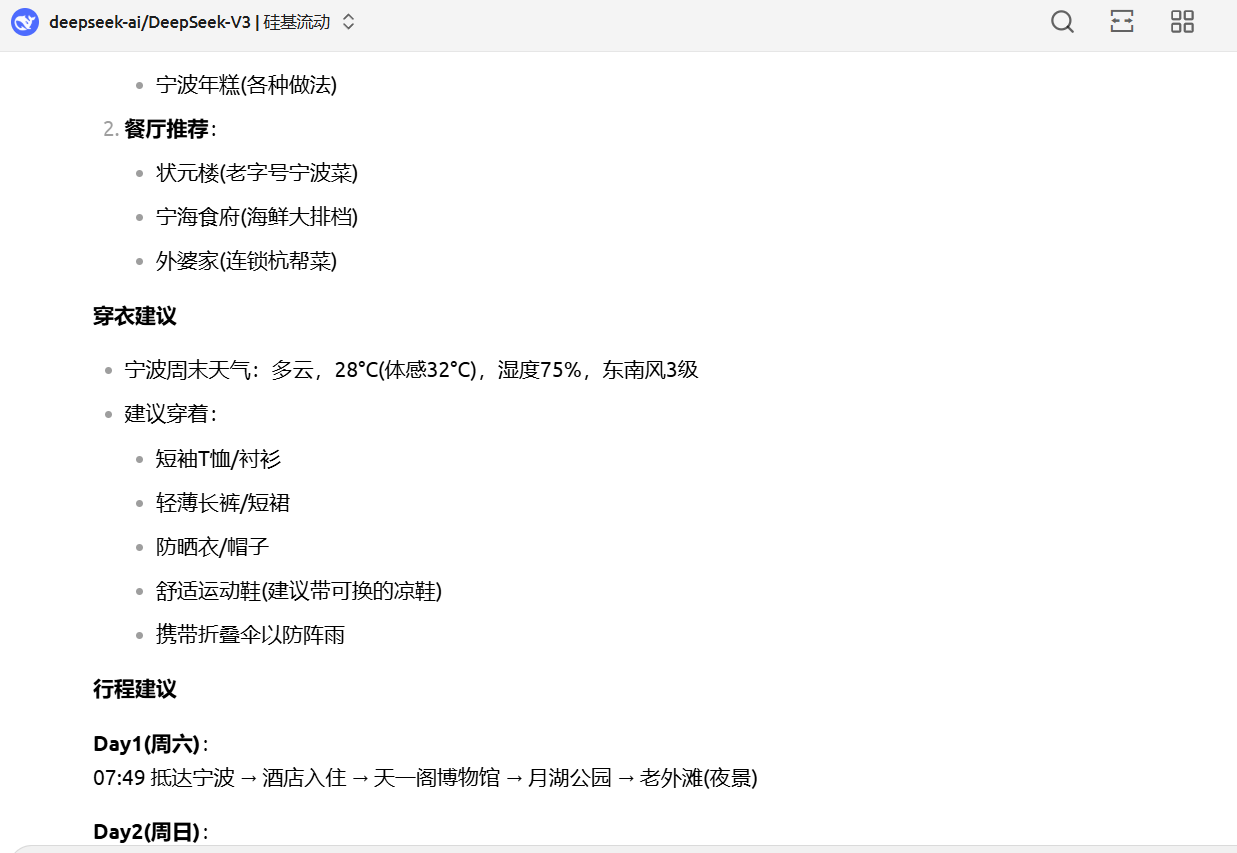 deepseek-ai/DeepSeek-V3 | 硅基流动
宁波年糕(各种做法)
2. 餐厅推荐：
状元楼(老字号宁波菜)
宁海食府(海鲜大排档)
外婆家(连锁杭帮菜)
穿衣建议
宁波周末天气：多云，28°C(体感32°C)，湿度75%，东南风3级
建议穿着：
短袖T恤/衬衫
轻薄长裤/短裙
防晒衣/帽子
舒适运动鞋(建议带可换的凉鞋)
携带折叠伞以防阵雨
行程建议
Day1(周六)：
07:49 抵达宁波 → 酒店入住 → 天一阁博物馆 → 月湖公园 → 老外滩(夜景)
Day2(周日)：